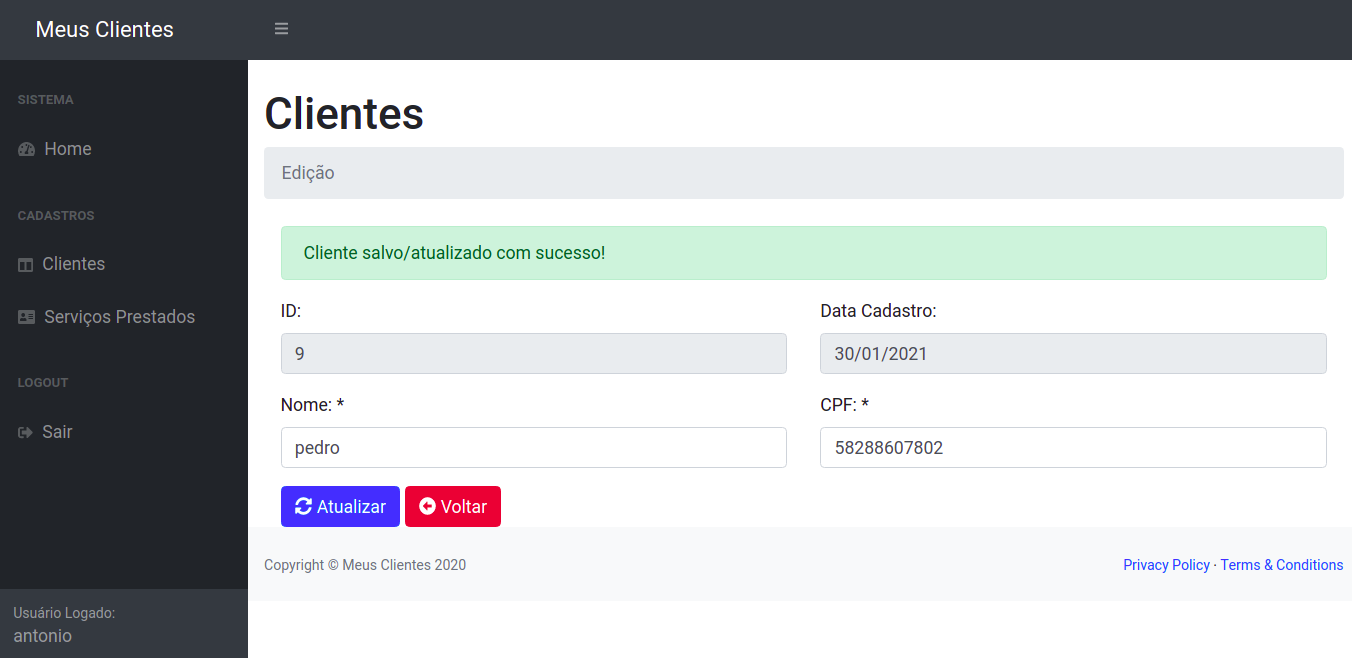 Meus Clientes
SISTEMA
Home
CADASTROS
Clientes
Serviços Prestados
LOGOUT
Sair
Usuário Logado:
antonio
Clientes
Edição
Cliente salvo/atualizado com sucesso!
ID: Data Cadastro:
9 30/01/2021
Nome: * CPF: *
pedro 58288607802
Atualizar Voltar
Copyright © Meus Clientes 2020 Privacy Policy · Terms & Conditions